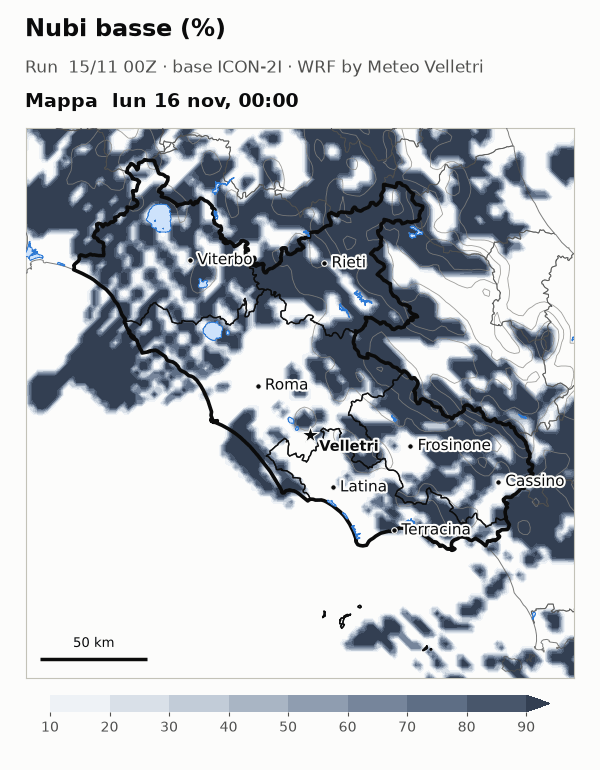 Nubi basse (%)
Run 15/11 00Z · base ICON-2I · WRF by Meteo Velletri
Mappa lun 16 nov, 00:00
Viterbo
Rieti
Roma
Velletri
Frosinone
Latina
Cassino
Terracina
50 km
10 20 30 40 50 60 70 80 90